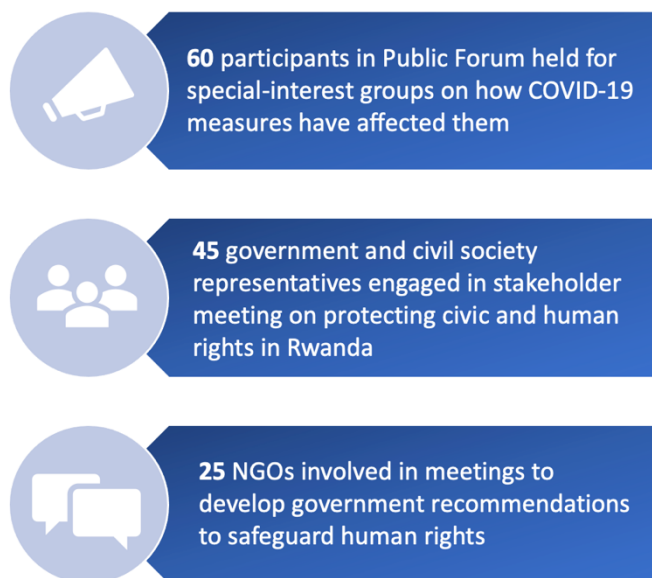 60 participants in Public Forum held for
special-interest groups on how COVID-19
measures have affected them
45 government and civil society
representatives engaged in stakeholder
meeting on protecting civic and human
rights in Rwanda
25 NGOs involved in meetings to
develop government recommendations
to safeguard human rights